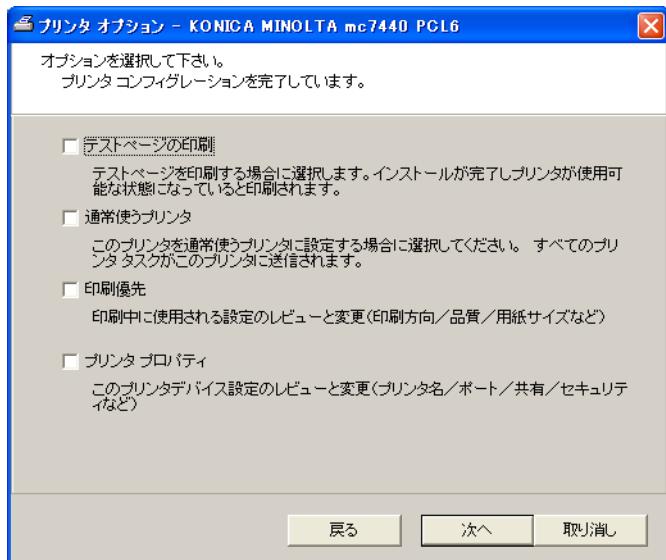 プリンタ オプション - KONICA MINOLTA mc7440 PCL6
オプションを選択して下さい。
プリンタ コンフィグレーションを完了しています。
テストページの印刷
テストページを印刷する場合に選択します。インストールが完了しプリンタが使用可
能な状態になっていると印刷されます。
通常使うプリンタ
このプリンタを通常使うプリンタに設定する場合に選択してください。 すべてのプリ
ンタ タスクがこのプリンタに送信されます。
印刷優先
印刷中に使用される設定のレビューと変更(印刷方向／品質／用紙サイズなど)
プリンタ プロパティ
このプリンタデバイス設定のレビューと変更(プリンタ名／ポート／共有／セキュリテ
ィなど)
戻る
次へ
取り消し